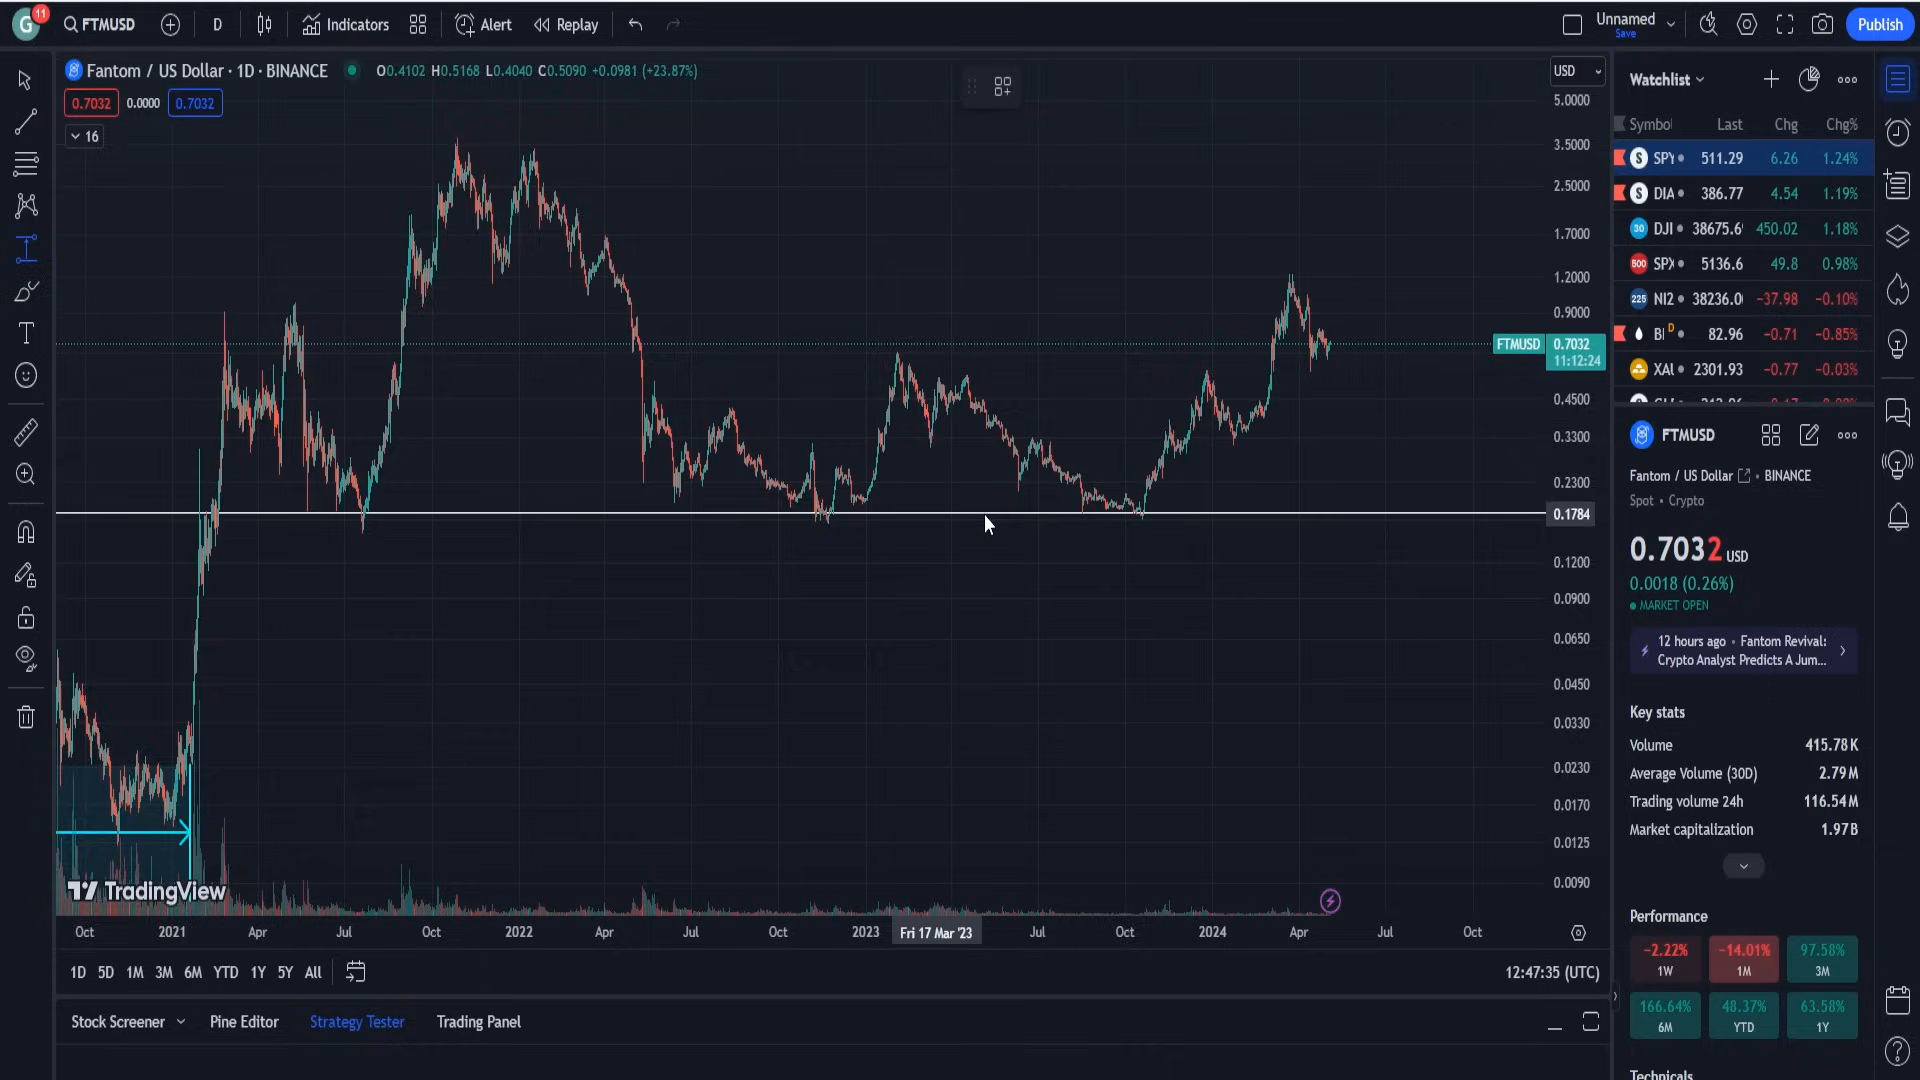 G
11
FTMUSD
D
Indicators
Alert
Replay
Unnamed
Save
Publish
Fantom / US Dollar · 1D · BINANCE
O0.4102 H0.5168 L0.4040 C0.5090 +0.0981 (+23.87%)
0.7032 0.0000 0.7032
16
USD
5.0000
3.5000
2.5000
1.7000
1.2000
0.9000
FTMUSD 0.7032
11:12:24
0.4500
0.3300
0.2300
0.1784
0.1200
0.0900
0.0650
0.0450
0.0330
0.0230
0.0170
0.0125
0.0090
TradingView
Oct 2021 Apr Jul Oct 2022 Apr Jul Oct 2023 Fri 17 Mar '23 Jul Oct 2024 Apr Jul Oct
1D 5D 1M 3M 6M YTD 1Y 5Y All
12:47:35 (UTC)
Stock Screener Pine Editor Strategy Tester Trading Panel
Watchlist
Symbol Last Chg Chg%
S SPY 511.29 6.26 1.24%
S DIA 386.77 4.54 1.19%
30 DJI 38675.6 450.02 1.18%
500 SPX 5136.6 49.8 0.98%
225 NI2 38236.0 −37.98 −0.10%
D 82.96 −0.71 −0.85%
XAU 2301.93 −0.77 −0.03%
FTMUSD
Fantom / US Dollar • BINANCE
Spot • Crypto
0.7032 USD
0.0018 (0.26%)
MARKET OPEN
12 hours ago • Fantom Revival:
Crypto Analyst Predicts A Jum...
Key stats
Volume 415.78K
Average Volume (30D) 2.79M
Trading volume 24h 116.54M
Market capitalization 1.97B
Performance
−2.22% −14.01% 97.58%
1W 1M 3M
166.64% 48.37% 63.58%
6M YTD 1Y
Technicals